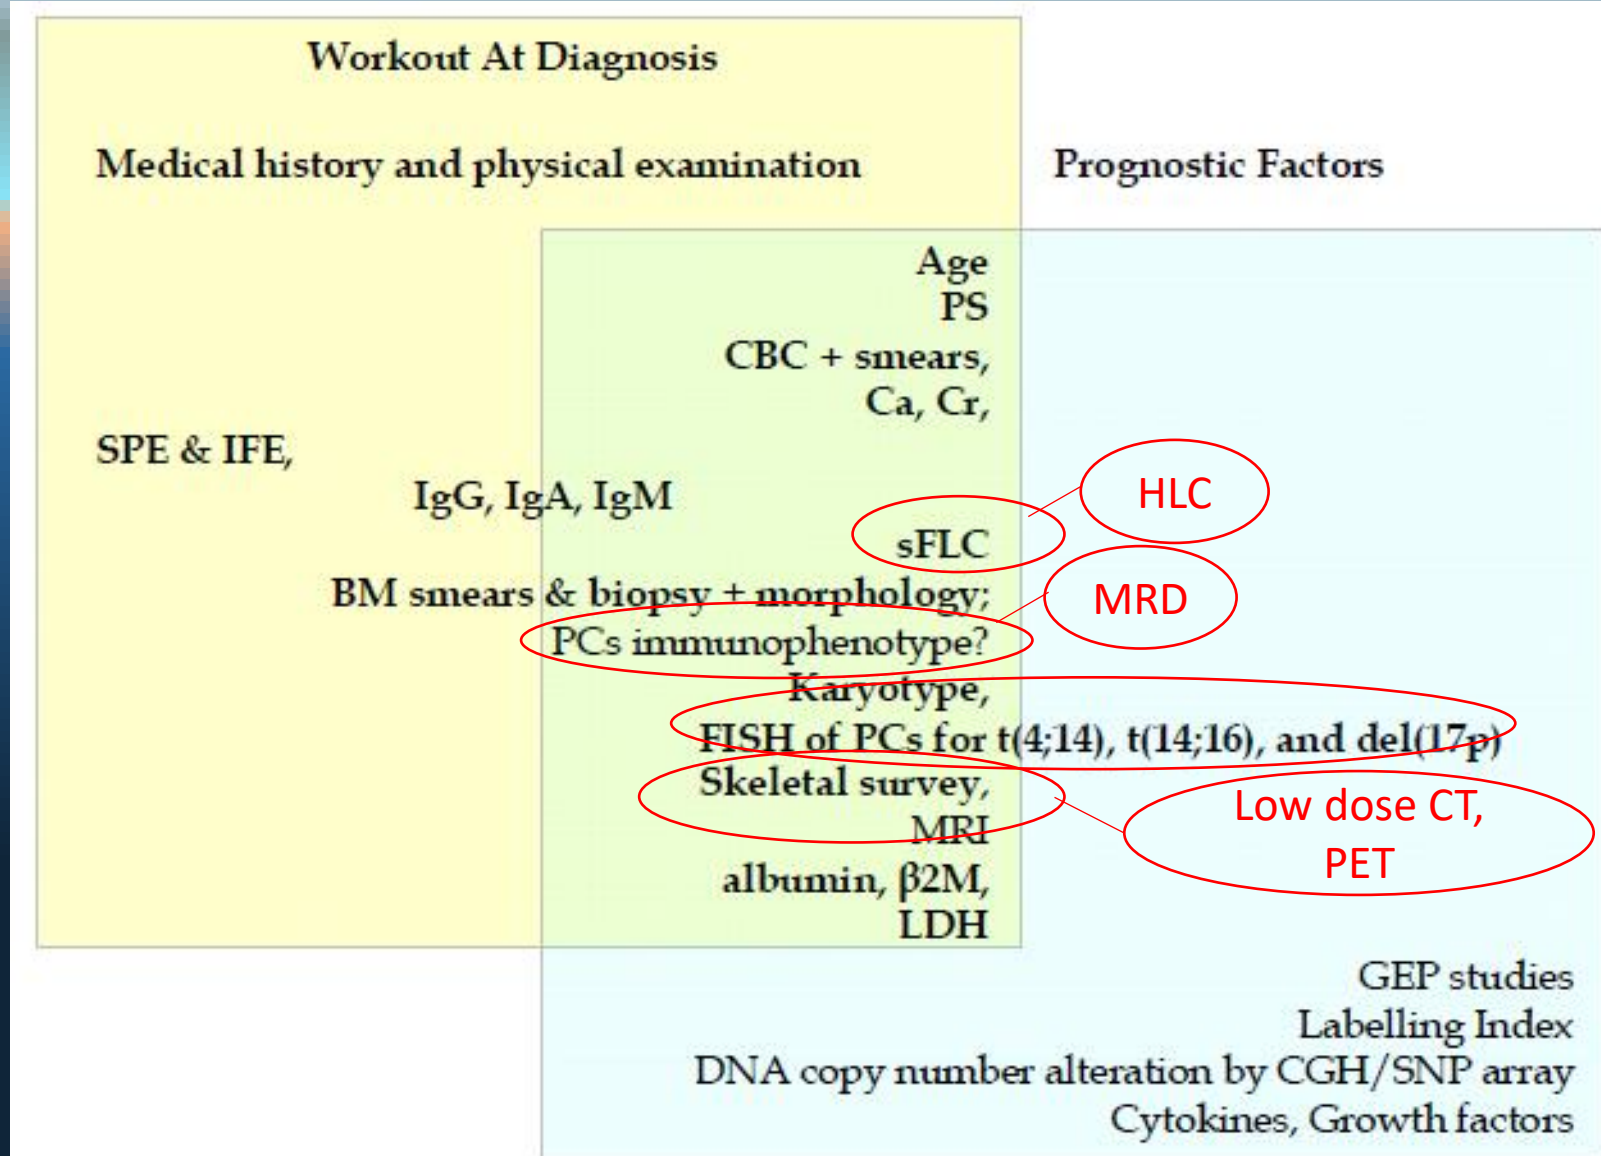 Workout At Diagnosis
Medical history and physical examination
Prognostic Factors
Age
PS
CBC + smears,
Ca, Cr,
SPE & IFE,
IgG, IgA, IgM
HLC
sFLC
BM smears & biopsy + morphology;
MRD
PCs immunophenotype?
Karyotype,
FISH of PCs for t(4;14), t(14;16), and del(17p)
Skeletal survey,
MRI
Low dose CT,
PET
albumin, β2M,
LDH
GEP studies
Labelling Index
DNA copy number alteration by CGH/SNP array
Cytokines, Growth factors